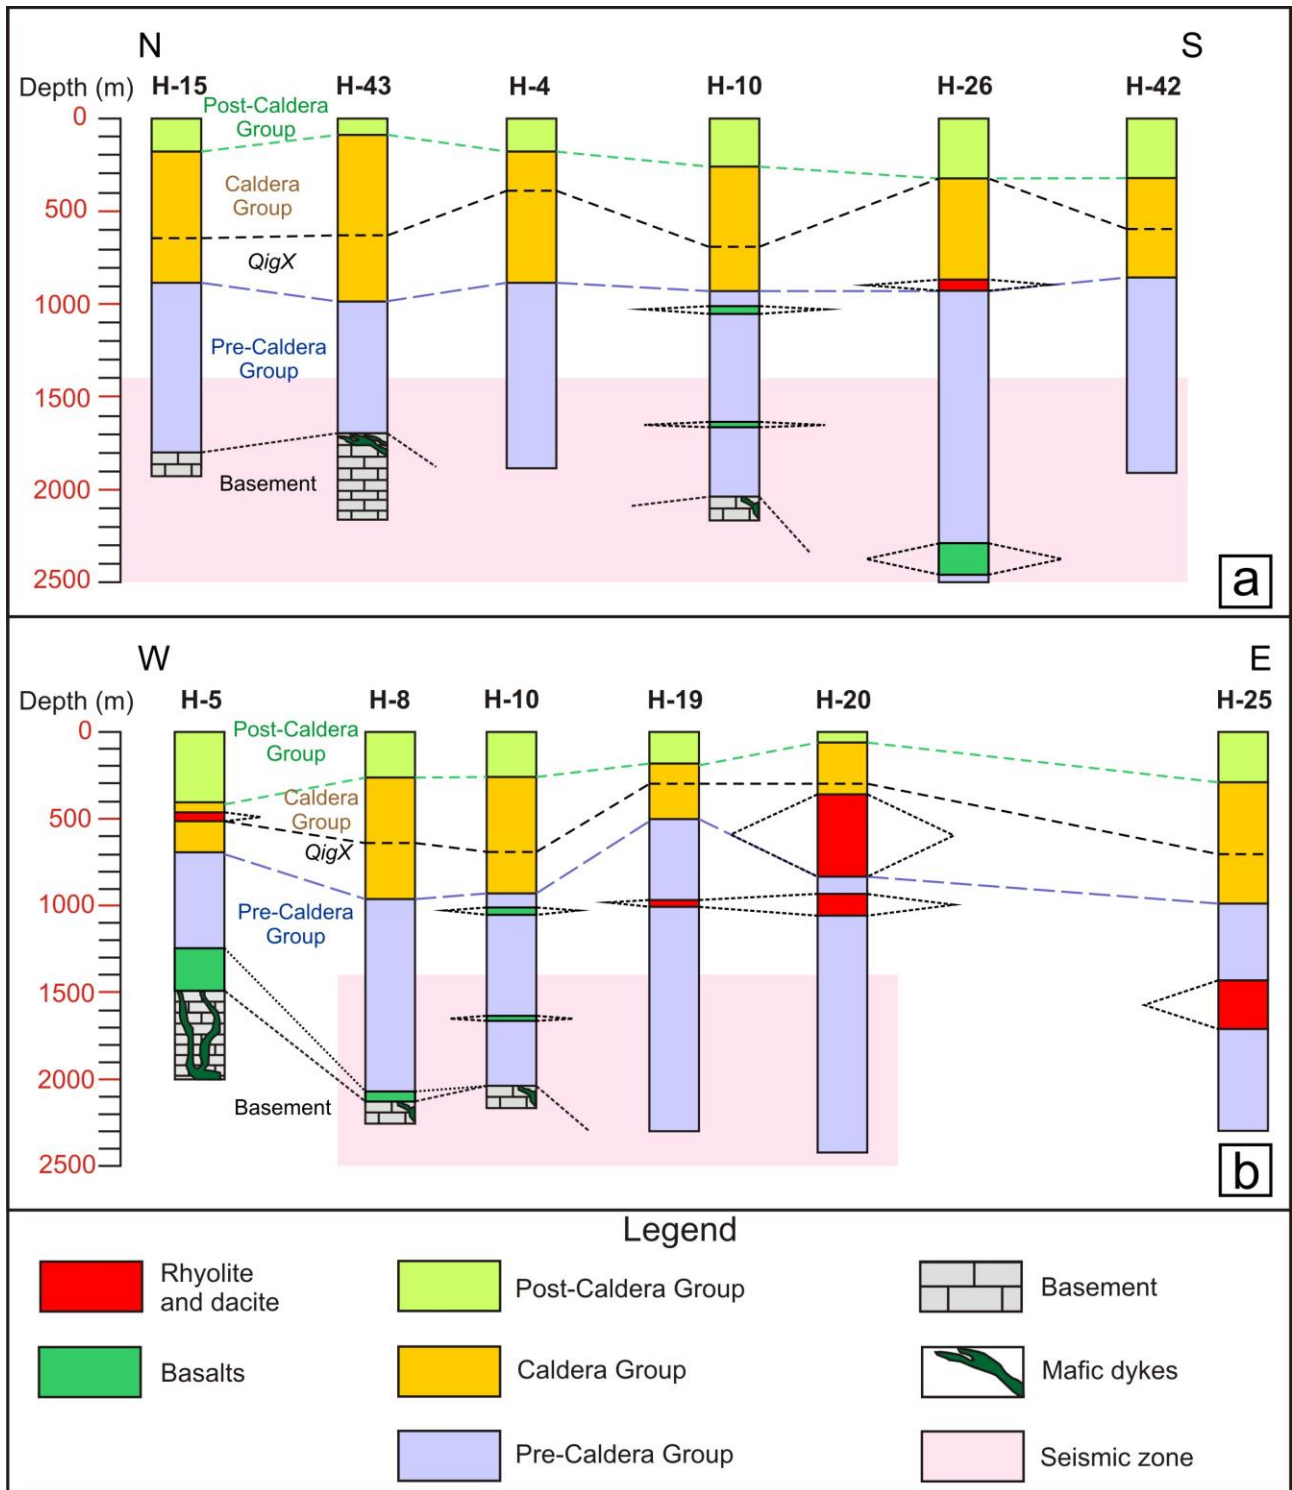 N S
Depth (m) H-15 H-43 H-4 H-10 H-26 H-42
Post-Caldera
Group
0
Caldera
Group
500
QigX
1000
Pre-Caldera
Group
1500
Basement
2000
2500
a
W E
Depth (m) H-5 H-8 H-10 H-19 H-20 H-25
0
Post-Caldera
Group
Caldera
Group
500
QigX
1000
Pre-Caldera
Group
1500
2000
Basement
2500
b
Legend
Rhyolite
and dacite
Post-Caldera Group
Basement
Basalts
Caldera Group
Mafic dykes
Pre-Caldera Group
Seismic zone